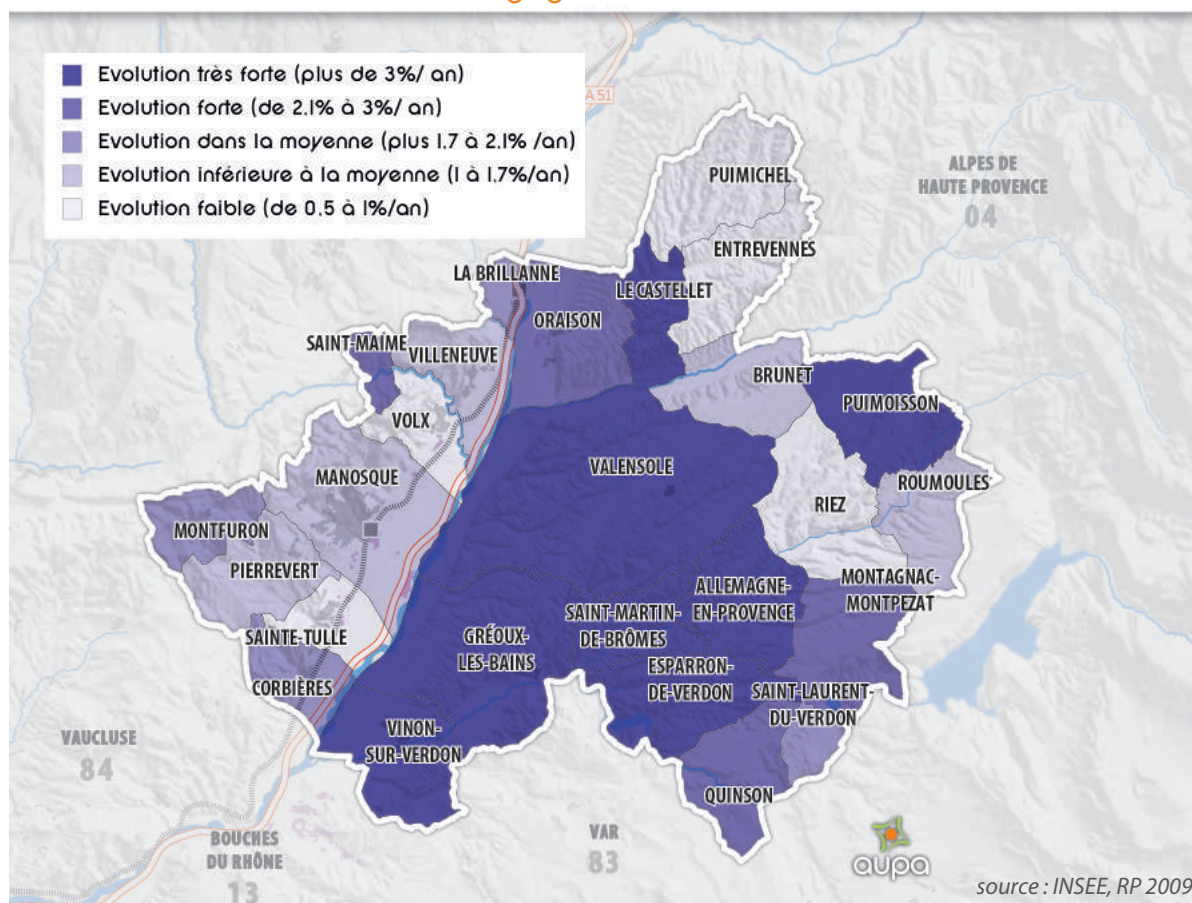 Evolution très forte (plus de 3%/ an)
Evolution forte (de 2.1% à 3%/ an)
Evolution dans la moyenne (plus 1.7 à 2.1% /an)
Evolution inférieure à la moyenne (1 à 1.7%/an)
Evolution faible (de 0.5 à 1%/an)
A 51
ALPES DE
HAUTE PROVENCE
04
PUIMICHEL
ENTREVENNES
LA BRILLANNE
LE CASTELLET
ORAISON
SAINT-MAÍME
VILLENEUVE
BRUNET
PUIMOISSON
VOLX
VALENSOLE
MANOSQUE
ROUMOULES
RIEZ
MONTFURON
PIERREVERT
ALLEMAGNE-
EN-PROVENCE
MONTAGNAC-
MONTPEZAT
SAINT-MARTIN-
DE-BRÔMES
SAINTE-TULLE
GRÉOUX-
LES-BAINS
ESPARRON-
DE-VERDON
CORBIÈRES
SAINT-LAURENT-
DU-VERDON
VINON-
SUR-VERDON
VAUCLUSE
84
QUINSON
BOUCHES
DU RHÔNE
13
VAR
83
aupa
source : INSEE, RP 2009